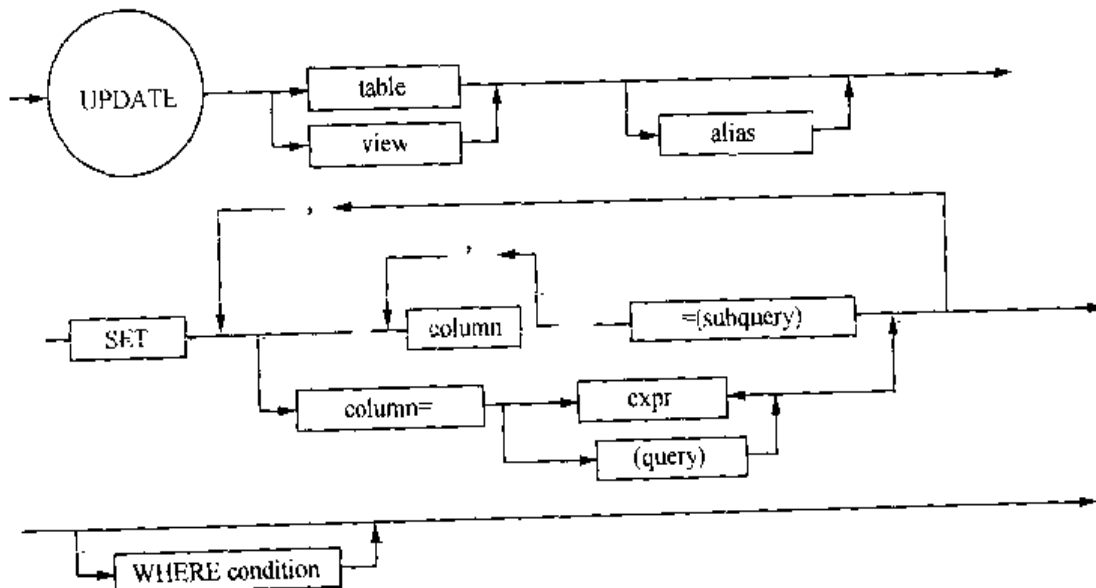 UPDATE
table
view
alias
,
,
SET
column
=(subquery)
column=
expr
(query)
WHERE condition